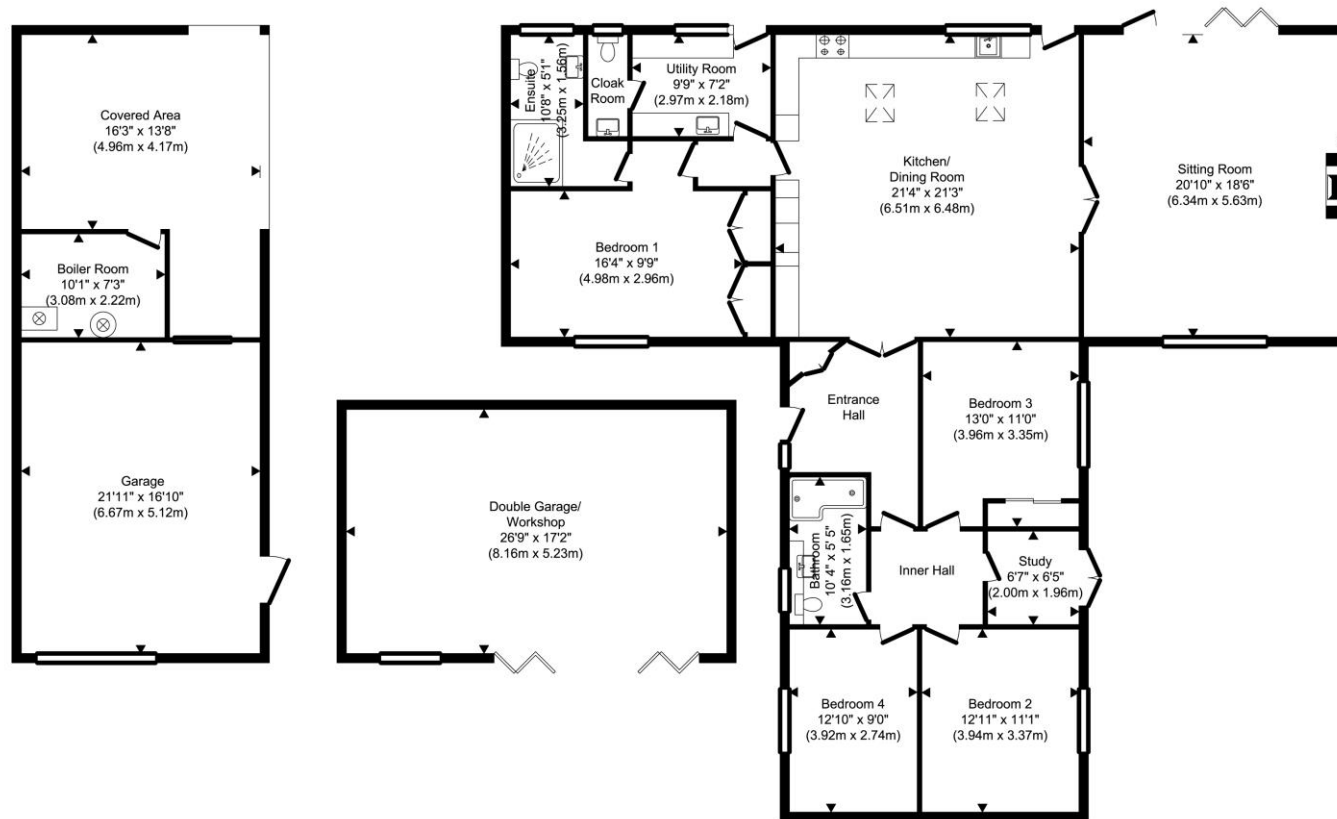 Covered Area
16'3" x 13'8"
(4.96m x 4.17m)
Boiler Room
10'1" x 7'3"
(3.08m x 2.22m)
Garage
21'11" x 16'10"
(6.67m x 5.12m)
Double Garage/
Workshop
26'9" x 17'2"
(8.16m x 5.23m)
Ensuite
10'8" x 5'1"
(3.25m x 1.56m)
Cloak
Room
Utility Room
9'9" x 7'2"
(2.97m x 2.18m)
Bedroom 1
16'4" x 9'9"
(4.98m x 2.96m)
Kitchen/
Dining Room
21'4" x 21'3"
(6.51m x 6.48m)
Sitting Room
20'10" x 18'6"
(6.34m x 5.63m)
Entrance
Hall
Bedroom 3
13'0" x 11'0"
(3.96m x 3.35m)
Bathroom
10' 4" x 5' 5"
(3.16m x 1.65m)
Inner Hall
Study
6'7" x 6'5"
(2.00m x 1.96m)
Bedroom 4
12'10" x 9'0"
(3.92m x 2.74m)
Bedroom 2
12'11" x 11'1"
(3.94m x 3.37m)